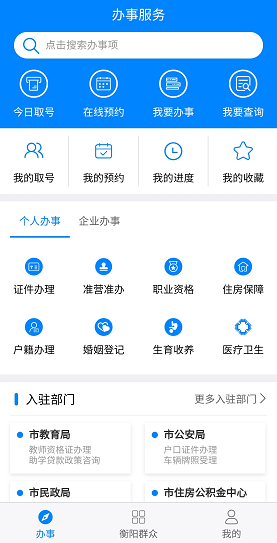 办事服务
点击搜索办事项
今日取号 在线预约 我要办事 我要查询
我的取号 我的预约 我的进度 我的收藏
个人办事 企业办事
证件办理 准营准办 职业资格 住房保障
户籍办理 婚姻登记 生育收养 医疗卫生
入驻部门 更多入驻部门
市教育局 市公安局
教师资格证办理 户口证件办理
助学贷款政策咨询 车辆牌照受理
市民政局 市住房公积金中心
办事 衡阳群众 我的